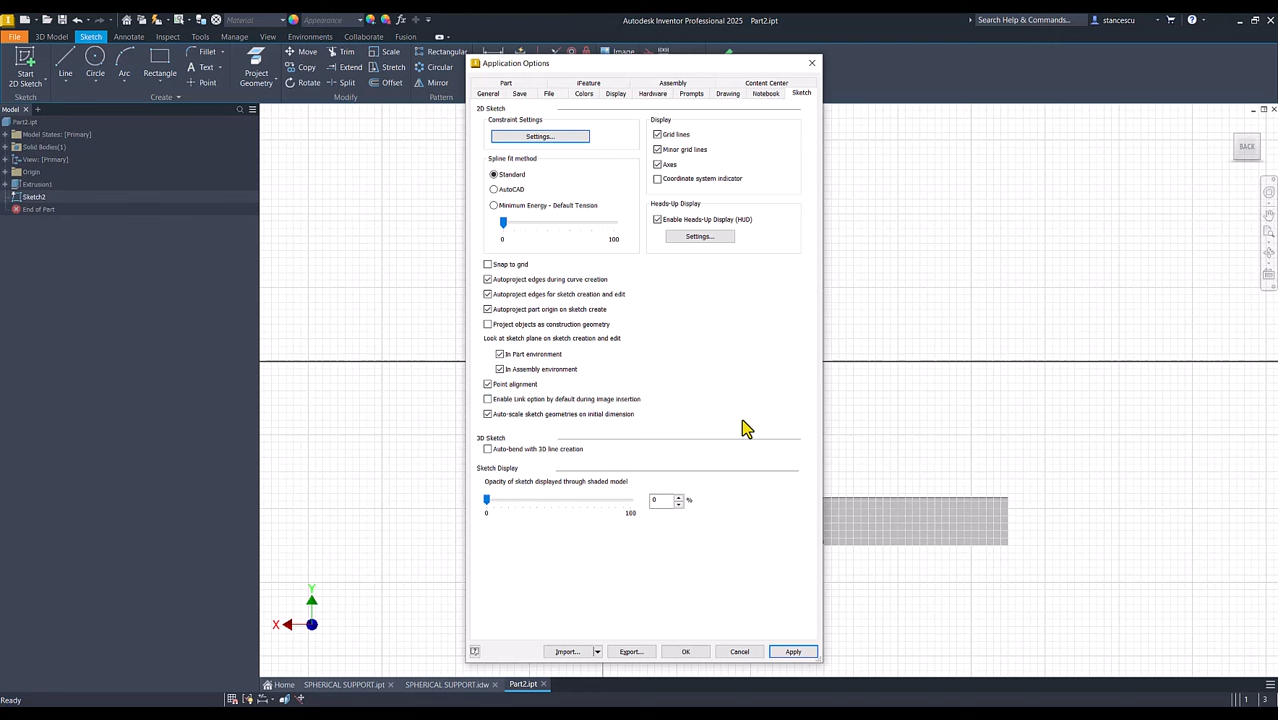 Material
Appearance
Autodesk Inventor Professional 2025 Part2.ipt
Search Help & Commands...
stancescu
File
3D Model
Sketch
Annotate
Inspect
Tools
Manage
View
Environments
Collaborate
Fusion
Start
2D Sketch
Line
Circle
Arc
Rectangle
Fillet
Text
Point
Project
Geometry
Move
Copy
Rotate
Trim
Extend
Split
Scale
Stretch
Offset
Rectangular
Circular
Mirror
Image
Sketch
Create
Modify
Pattern
Model
Part2.ipt
Model States: [Primary]
Solid Bodies(1)
View: [Primary]
Origin
Extrusion1
Sketch2
End of Part
Application Options
Part
iFeature
Assembly
Content Center
General
Save
File
Colors
Display
Hardware
Prompts
Drawing
Notebook
Sketch
2D Sketch
Constraint Settings
Settings...
Spline fit method
Standard
AutoCAD
Minimum Energy - Default Tension
0
100
Display
Grid lines
Minor grid lines
Axes
Coordinate system indicator
Heads-Up Display
Enable Heads-Up Display (HUD)
Settings...
Snap to grid
Autoproject edges during curve creation
Autoproject edges for sketch creation and edit
Autoproject part origin on sketch create
Project objects as construction geometry
Look at sketch plane on sketch creation and edit
In Part environment
In Assembly environment
Point alignment
Enable Link option by default during image insertion
Auto-scale sketch geometries on initial dimension
3D Sketch
Auto-bend with 3D line creation
Sketch Display
Opacity of sketch displayed through shaded model
0
100
0
%
Import...
Export...
OK
Cancel
Apply
BACK
Y
X
Home
SPHERICAL SUPPORT.ipt
SPHERICAL SUPPORT.idw
Part2.ipt
Ready
1
3